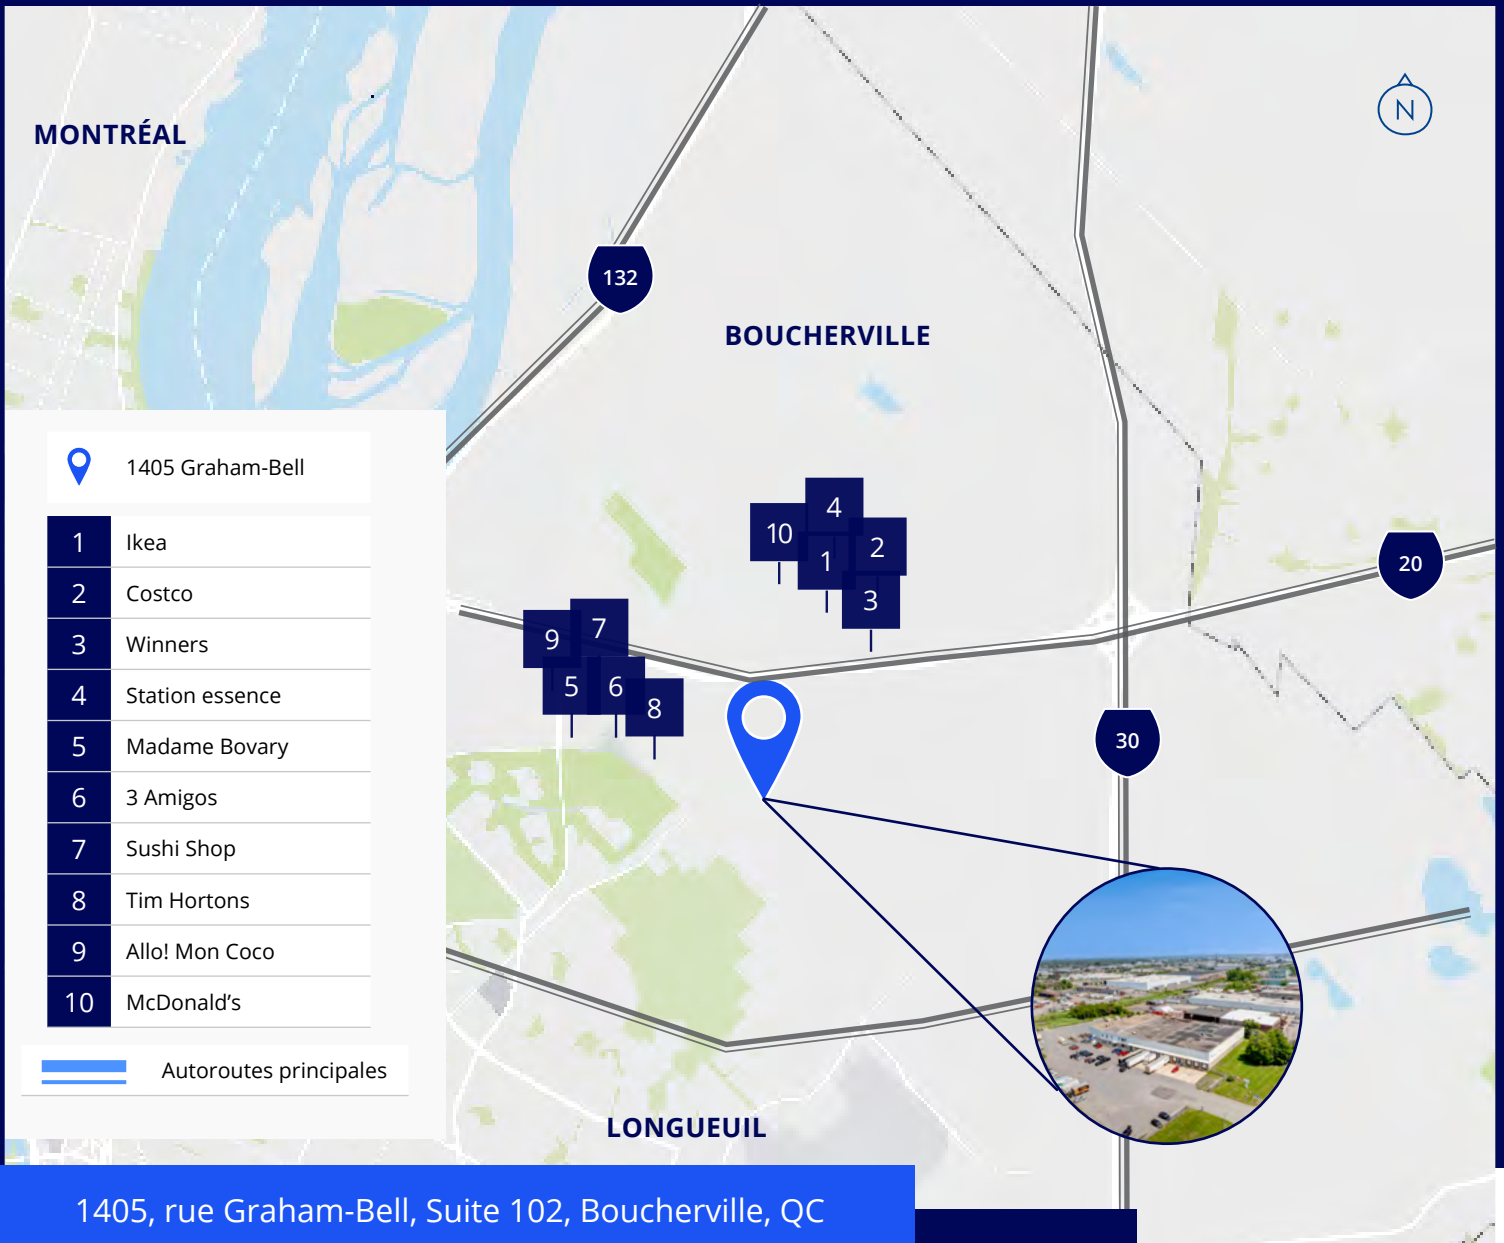 MONTRÉAL
N
132
BOUCHERVILLE
1405 Graham-Bell
1 Ikea
2 Costco
3 Winners
4 Station essence
5 Madame Bovary
6 3 Amigos
7 Sushi Shop
8 Tim Hortons
9 Allo! Mon Coco
10 McDonald’s
Autoroutes principales
4
10
2
1
3
20
7
9
6
5
8
30
LONGUEUIL
1405, rue Graham-Bell, Suite 102, Boucherville, QC